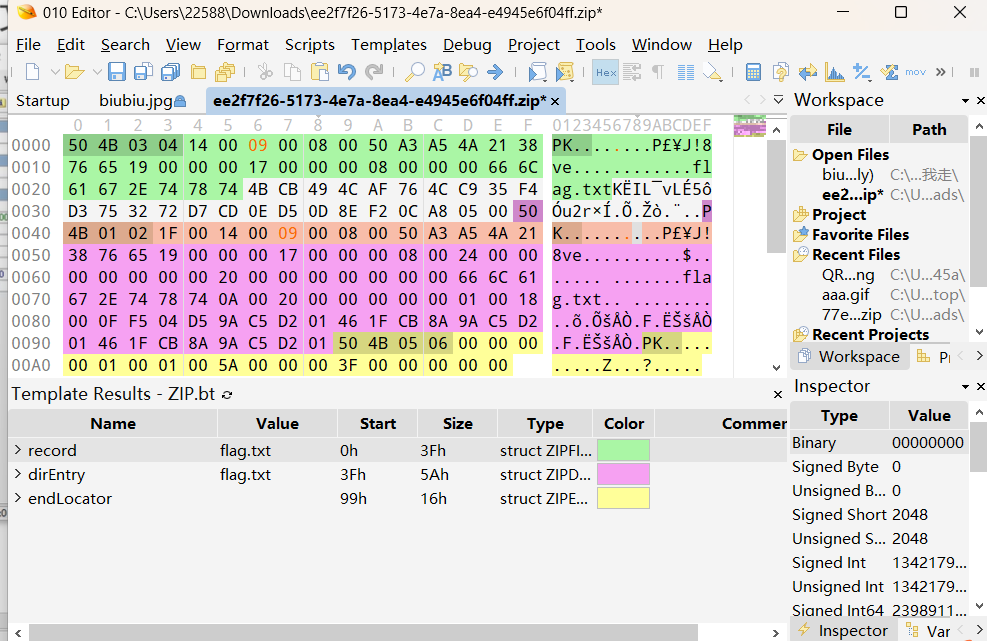 010 Editor - C:\Users\22588\Downloads\ee2f7f26-5173-4e7a-8ea4-e4945e6f04ff.zip*
File Edit Search View Format Scripts Templates Debug Project Tools Window Help
Hex
Startup biubiu.jpg ee2f7f26-5173-4e7a-8ea4-e4945e6f04ff.zip*
0 1 2 3 4 5 6 7 8 9 A B C D E F 0123456789ABCDEF
0000 50 4B 03 04 14 00 09 00 08 00 50 A3 A5 4A 21 38 PK........P£¥J!8
0010 76 65 19 00 00 00 17 00 00 00 08 00 00 00 66 6C ve............fl
0020 61 67 2E 74 78 74 4B CB 49 4C AF 76 4C C9 35 F4 ag.txtKËIL¯vLÉ5ô
0030 D3 75 32 72 D7 CD 0E D5 0D 8E F2 0C A8 05 00 50 Óu2r×Í.Õ.Žò.¨..P
0040 4B 01 02 1F 00 14 00 09 00 08 00 50 A3 A5 4A 21 K..........P£¥J!
0050 38 76 65 19 00 00 00 17 00 00 00 08 00 24 00 00 8ve..........$..
0060 00 00 00 00 00 20 00 00 00 00 00 00 00 66 6C 61 ..... .......fla
0070 67 2E 74 78 74 0A 00 20 00 00 00 00 00 01 00 18 g.txt.. ........
0080 00 0F F5 04 D5 9A C5 D2 01 46 1F CB 8A 9A C5 D2 ..õ.ÕšÅÒ.F.ËŠšÅÒ
0090 01 46 1F CB 8A 9A C5 D2 01 50 4B 05 06 00 00 00 .F.ËŠšÅÒ.PK.....
00A0 00 01 00 01 00 5A 00 00 00 3F 00 00 00 00 00 .....Z...?.....
Template Results - ZIP.bt
Name Value Start Size Type Color Commer
record flag.txt 0h 3Fh struct ZIPFI...
dirEntry flag.txt 3Fh 5Ah struct ZIPD...
endLocator 99h 16h struct ZIPE...
Workspace
File Path
Open Files
biu...ly) C:\...我走\
ee2...ip* C:\U...ads\
Project
Favorite Files
Recent Files
QR...ng C:\U...45a\
aaa.gif C:\U...top\
77e...zip C:\U...ads\
Recent Projects
Workspace
Inspector
Type Value
Binary 00000000
Signed Byte 0
Unsigned B... 0
Signed Short 2048
Unsigned S... 2048
Signed Int 1342179...
Unsigned Int 1342179...
Signed Int64 2398911...
Inspector Var